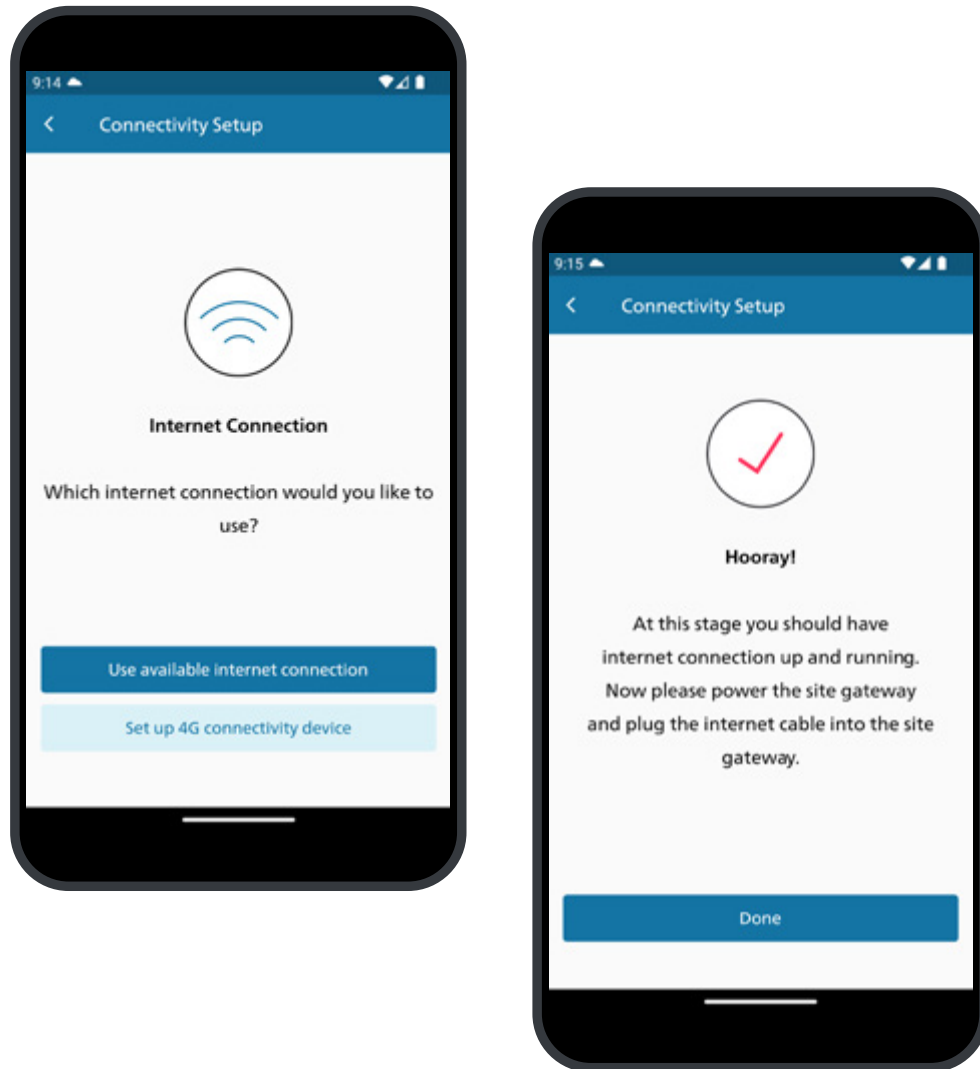 9:14
Connectivity Setup
Internet Connection
Which internet connection would you like to
use?
Use available internet connection
Set up 4G connectivity device
9:15
Connectivity Setup
Hooray!
At this stage you should have
internet connection up and running.
Now please power the site gateway
and plug the internet cable into the site
gateway.
Done